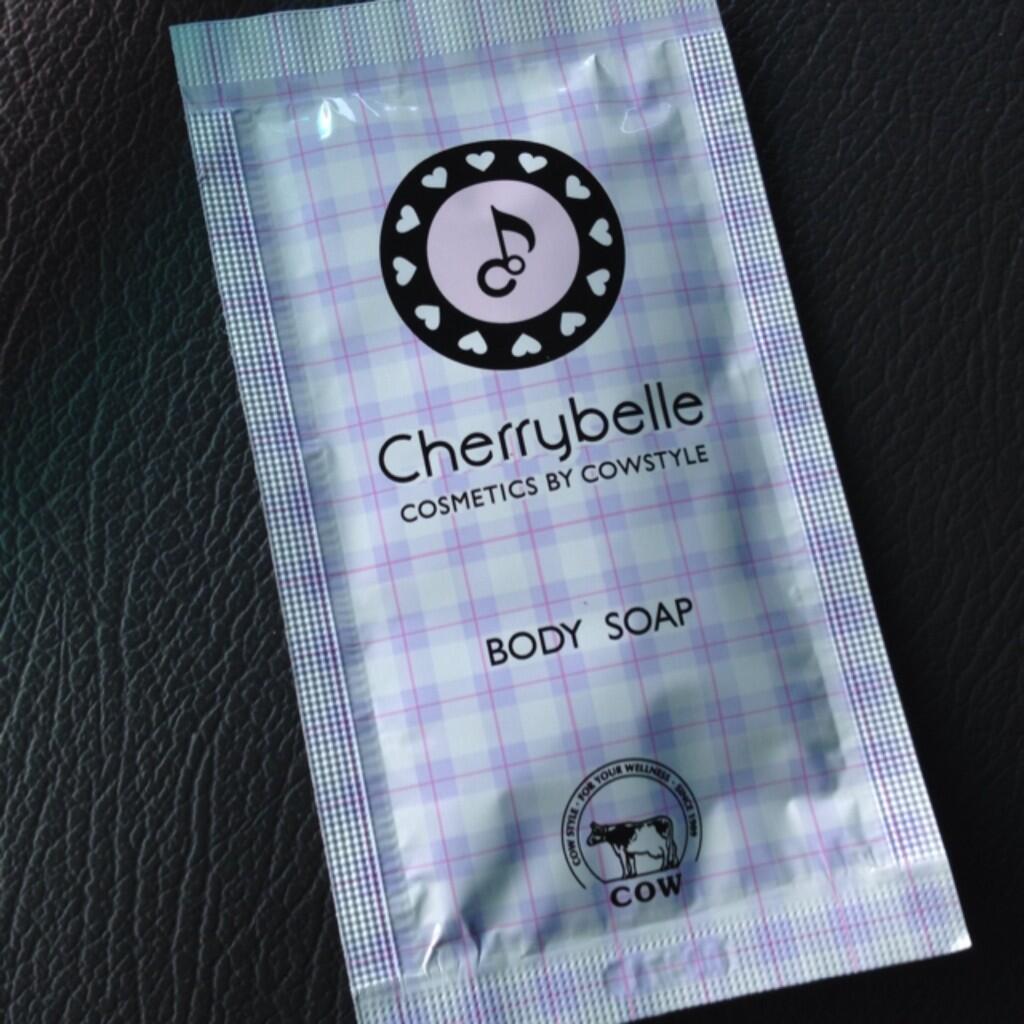 Cherrybelle
COSMETICS BY COWSTYLE
BODY SOAP
COW STYLE · FOR YOUR WELLNESS · SINCE 1909
COW